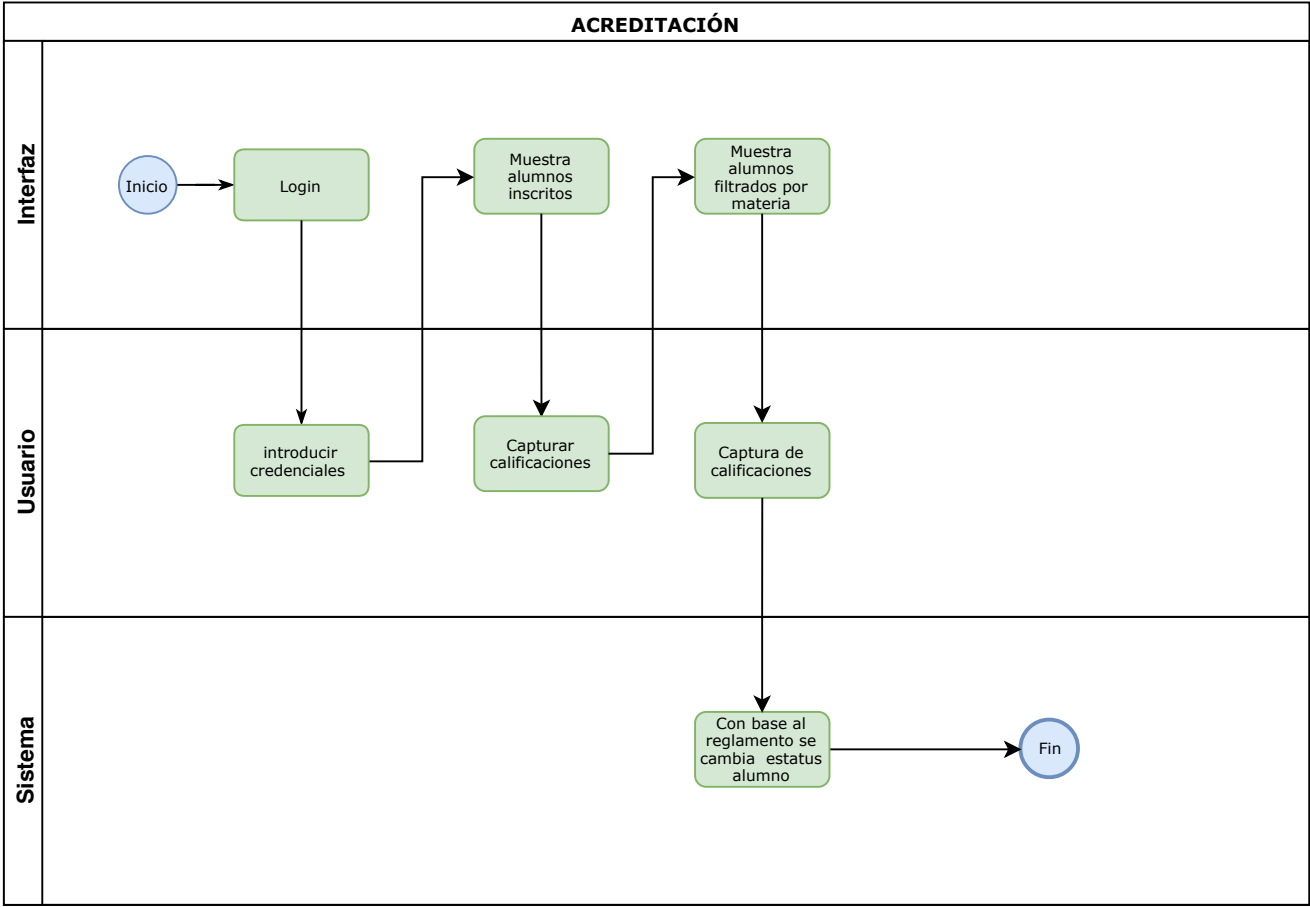 ACREDITACIÓN
Interfaz
Inicio
Login
Muestra
alumnos
inscritos
Muestra
alumnos
filtrados por
materia
Usuario
introducir
credenciales
Capturar
calificaciones
Captura de
calificaciones
Sistema
Con base al
reglamento se
cambia estatus
alumno
Fin